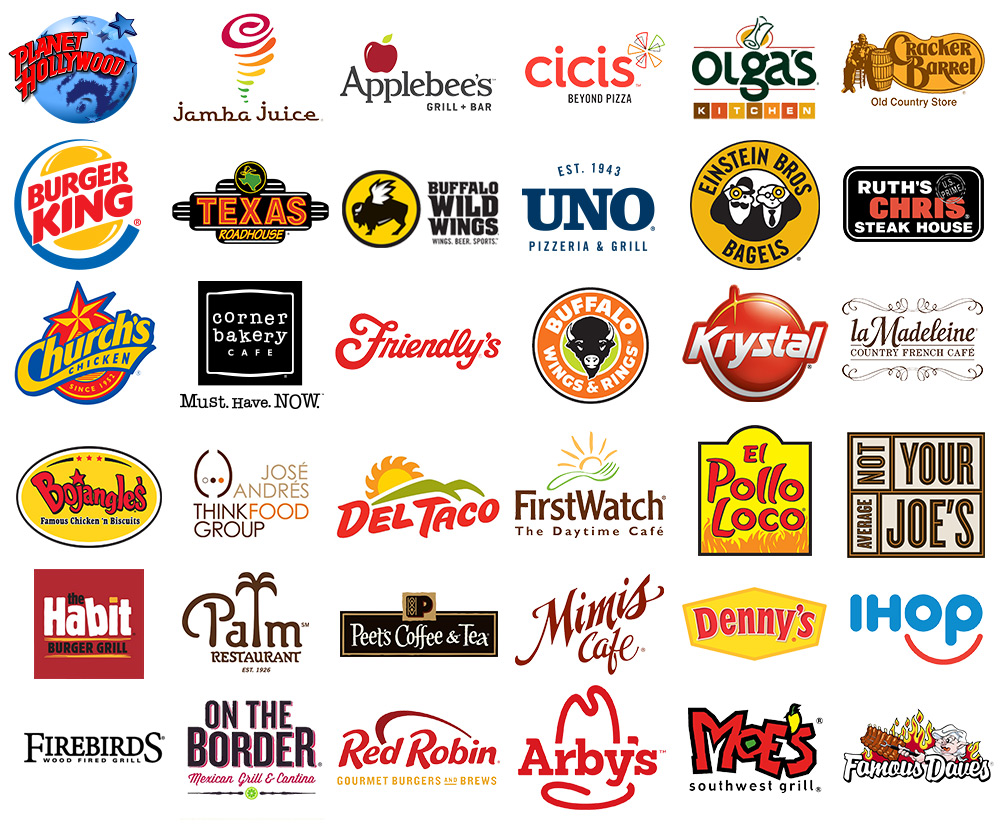 PLANET
HOLLYWOOD
jamba juice
Applebee's
GRILL + BAR
cicis
BEYOND PIZZA
OLGA'S
KITCHEN
Cracker
Barrel
Old Country Store
BURGER
KING
TEXAS
ROADHOUSE
BUFFALO
WILD
WINGS
WINGS. BEER. SPORTS.
EST. 1943
UNO
PIZZERIA & GRILL
EINSTEIN BROS
BAGELS
RUTH'S
U.S.
PRIME
CHRIS
STEAK HOUSE
Church's
CHICKEN
SINCE 1952
corner
bakery
CAFE
Must. Have. NOW.
Friendly's
BUFFALO
WINGS & RINGS
Krystal
la Madeleine
COUNTRY FRENCH CAFÉ
Bojangles'
Famous Chicken 'n Biscuits
JOSÉ
ANDRÉS
THINKFOOD
GROUP
DEL TACO
FirstWatch
The Daytime Café
El
Pollo
Loco
NOT
YOUR
AVERAGE
JOE'S
the
Habit
BURGER GRILL
Palm
RESTAURANT
EST. 1926
P
Peet's Coffee & Tea
Mimis
Cafe
Denny's
IHOP
FIREBIRDS
WOOD FIRED GRILL
ON THE
BORDER
Mexican Grill & Cantina
Red Robin
GOURMET BURGERS AND BREWS
Arby's
MOE'S
southwest grill
Famous Dave's